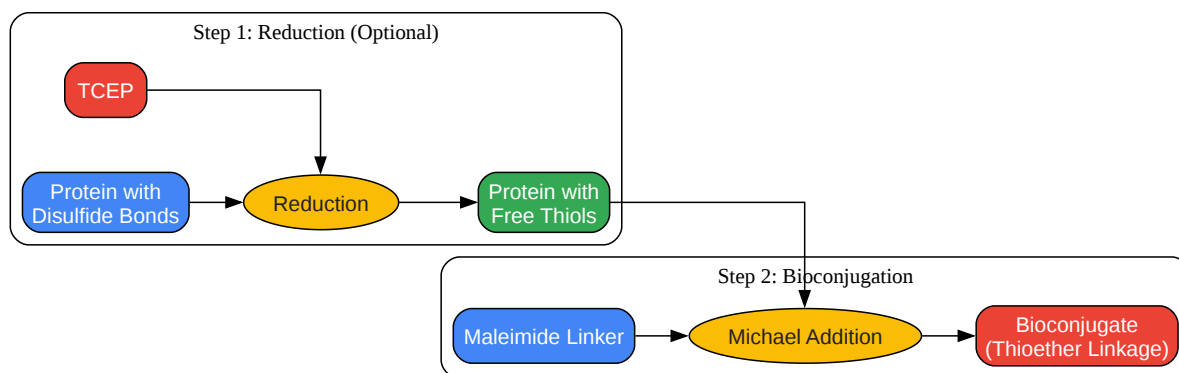 Step 1: Reduction (Optional)
TCEP
Protein with
Disulfide Bonds
Reduction
Protein with
Free Thiols
Step 2: Bioconjugation
Maleimide Linker
Michael Addition
Bioconjugate
(Thioether Linkage)